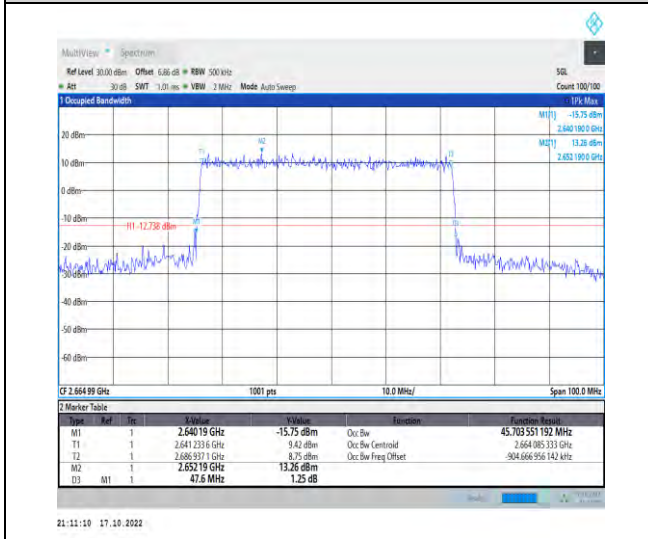 MultiView Spectrum
Ref Level 30.00 dBm Offset 6.86 dB RBW 500 kHz SGL
Att 30 dB SWT 1.01 ms VBW 2 MHz Mode Auto Sweep Count 100/100
1 Occupied Bandwidth 1Pk Max
M1[1] -15.75 dBm
2.640 190 0 GHz
M2[1] 13.26 dBm
2.652 190 0 GHz
20 dBm
M2
T1 T2
10 dBm
0 dBm
-10 dBm
H1 -12.738 dBm
-20 dBm
-30 dBm
-40 dBm
-50 dBm
-60 dBm
CF 2.664 99 GHz 1001 pts 10.0 MHz/ Span 100.0 MHz
2 Marker Table
Type Ref Trc X-Value Y-Value Function Function Result
M1 1 2.640 19 GHz -15.75 dBm Occ Bw 45.703 551 192 MHz
T1 1 2.641 233 6 GHz 9.42 dBm Occ Bw Centroid 2.664 085 333 GHz
T2 1 2.686 937 1 GHz 8.75 dBm Occ Bw Freq Offset -904.666 956 142 kHz
M2 1 2.652 19 GHz 13.26 dBm
D3 M1 1 47.6 MHz 1.25 dB
21:11:10 17.10.2022